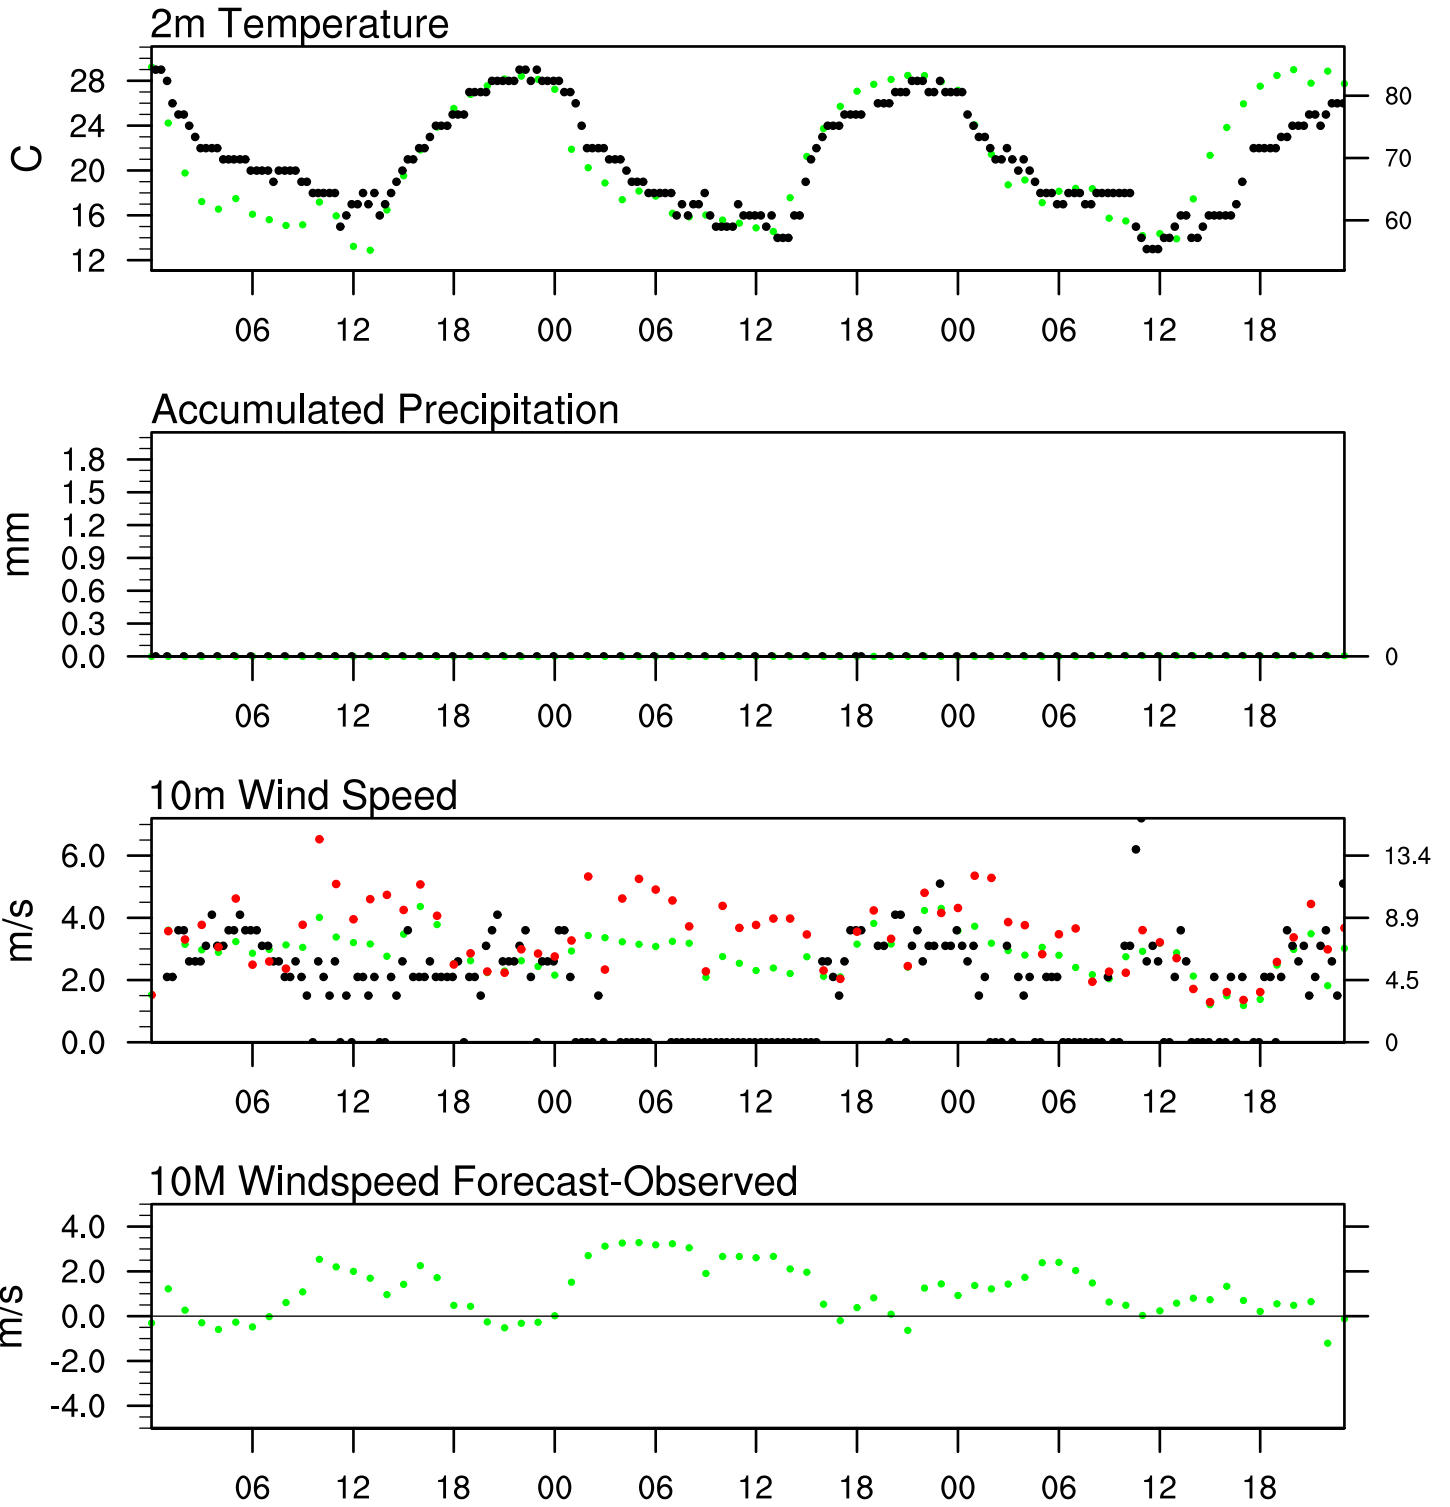 2m Temperature
C
28
24
20
16
12
80
70
60
06 12 18 00 06 12 18 00 06 12 18
Accumulated Precipitation
mm
1.8
1.5
1.2
0.9
0.6
0.3
0.0
0
06 12 18 00 06 12 18 00 06 12 18
10m Wind Speed
m/s
6.0
4.0
2.0
0.0
13.4
8.9
4.5
0
06 12 18 00 06 12 18 00 06 12 18
10M Windspeed Forecast-Observed
m/s
4.0
2.0
0.0
-2.0
-4.0
06 12 18 00 06 12 18 00 06 12 18